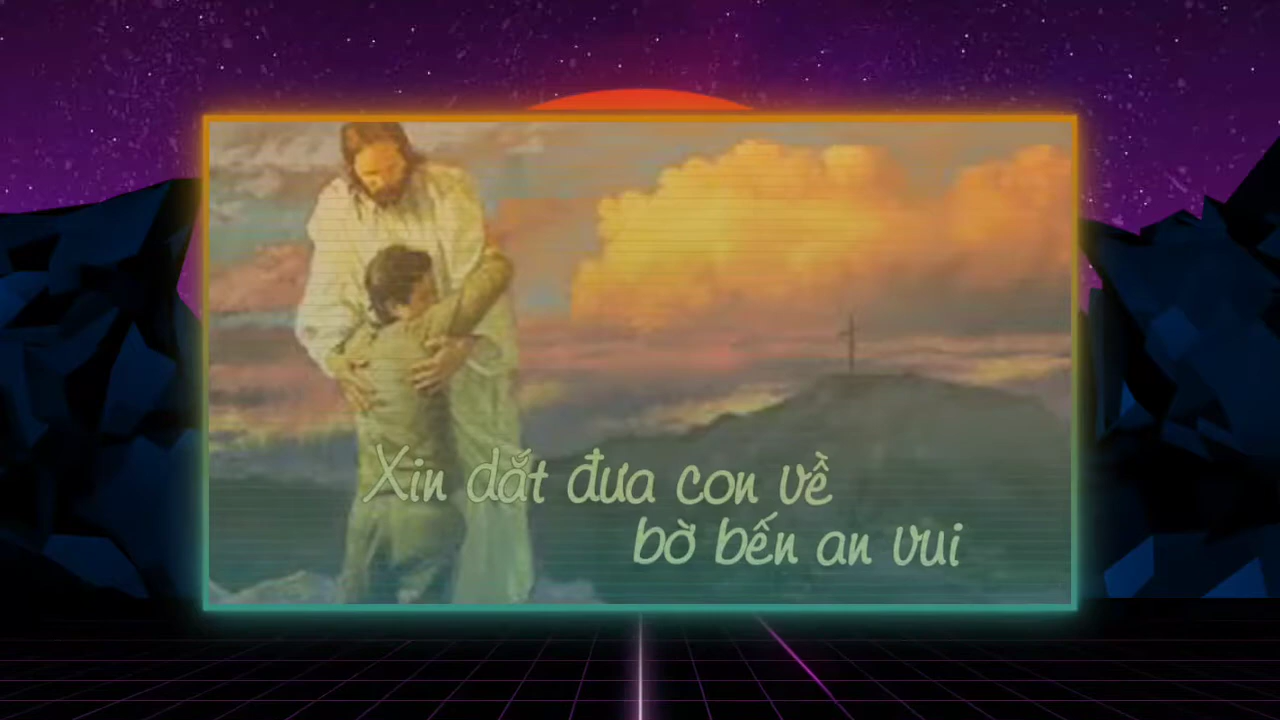 Xin dắt đưa con về
bờ bến an vui